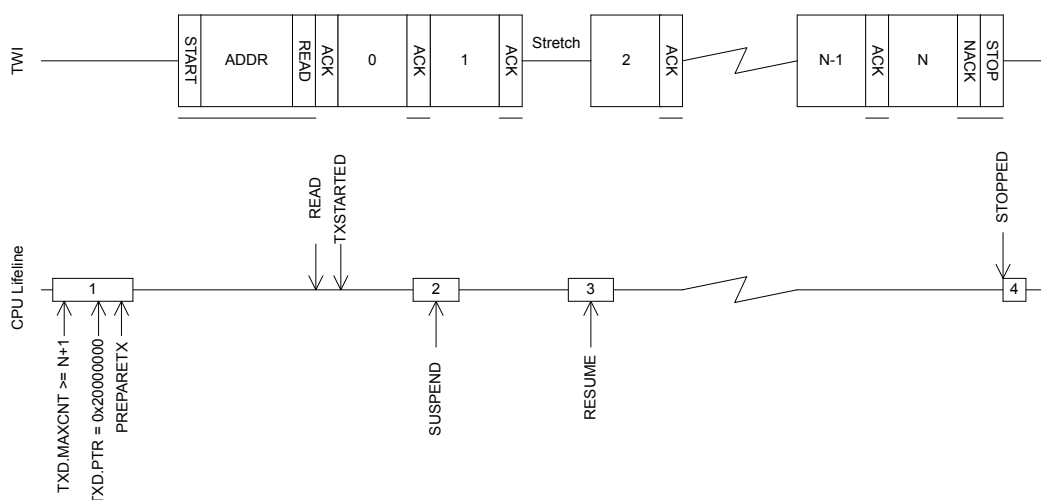 TWI
START
ADDR
READ
ACK
0
ACK
1
ACK
Stretch
2
ACK
N-1
ACK
N
NACK
STOP
CPU Lifeline
READ
TXSTARTED
STOPPED
1
2
3
4
TXD.MAXCNT >= N+1
TXD.PTR = 0x20000000
PREPARETX
SUSPEND
RESUME